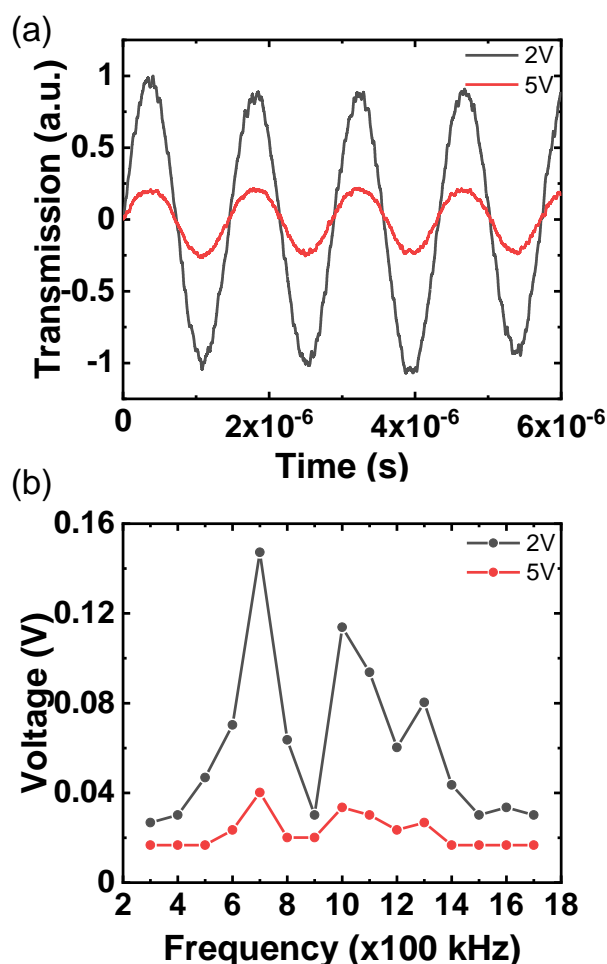 (a)
Transmission (a.u.)
2V
5V
1
0.5
0
-0.5
-1
0 2x10⁻⁶ 4x10⁻⁶ 6x10⁻⁶
Time (s)
(b)
Voltage (V)
2V
5V
0.16
0.12
0.08
0.04
0
2 4 6 8 10 12 14 16 18
Frequency (x100 kHz)